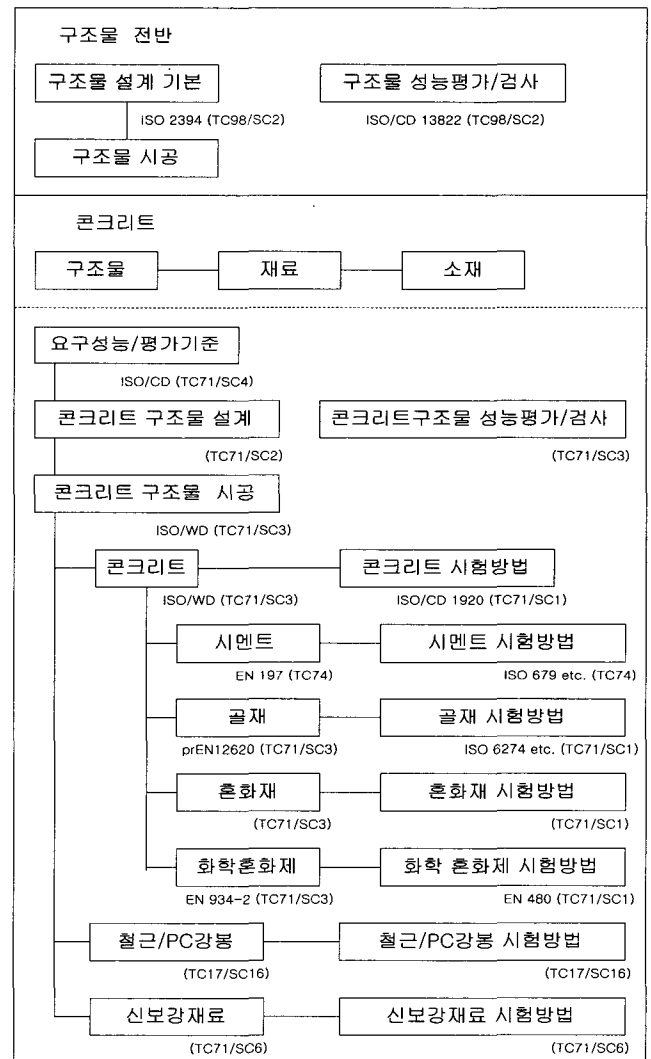 구조물 전반
구조물 설계 기본 구조물 성능평가/검사
ISO 2394 (TC98/SC2) ISO/CD 13822 (TC98/SC2)
구조물 시공
콘크리트
구조물 재료 소재
요구성능/평가기준
ISO/CD (TC71/SC4)
콘크리트 구조물 설계 콘크리트구조물 성능평가/검사
(TC71/SC2) (TC71/SC3)
콘크리트 구조물 시공
ISO/WD (TC71/SC3)
콘크리트 콘크리트 시험방법
ISO/WD (TC71/SC3) ISO/CD 1920 (TC71/SC1)
시멘트 시멘트 시험방법
EN 197 (TC74) ISO 679 etc. (TC74)
골재 골재 시험방법
prEN12620 (TC71/SC3) ISO 6274 etc. (TC71/SC1)
혼화재 혼화재 시험방법
(TC71/SC3) (TC71/SC1)
화학혼화제 화학 혼화제 시험방법
EN 934-2 (TC71/SC3) EN 480 (TC71/SC1)
철근/PC강봉 철근/PC강봉 시험방법
(TC17/SC16) (TC17/SC16)
신보강재료 신보강재료 시험방법
(TC71/SC6) (TC71/SC6)